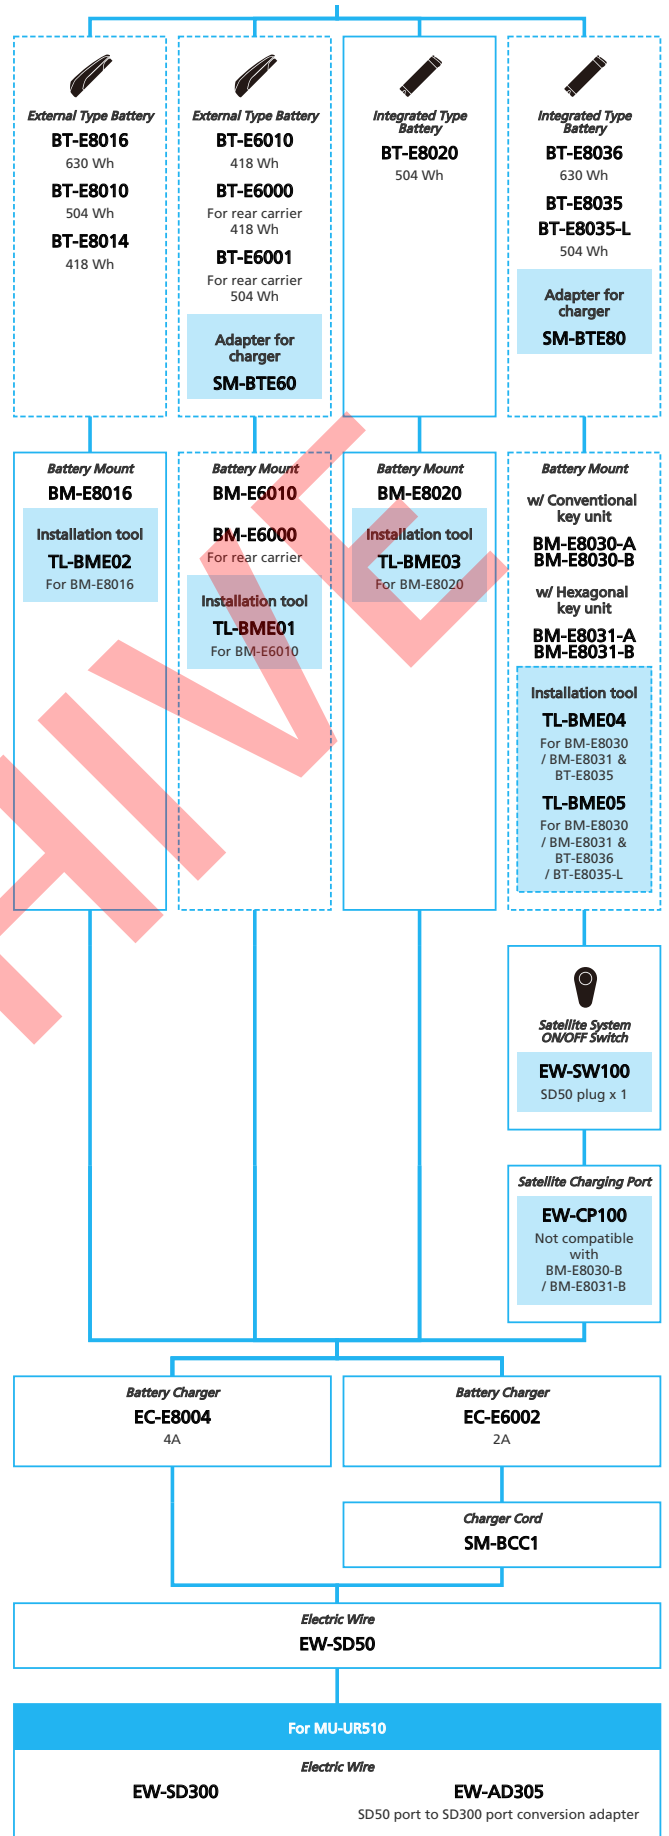 External Type Battery
BT-E8016
630 Wh
BT-E8010
504 Wh
BT-E8014
418 Wh
External Type Battery
BT-E6010
418 Wh
BT-E6000
For rear carrier
418 Wh
BT-E6001
For rear carrier
504 Wh
Adapter for
charger
SM-BTE60
Integrated Type
Battery
BT-E8020
504 Wh
Integrated Type
Battery
BT-E8036
630 Wh
BT-E8035
BT-E8035-L
504 Wh
Adapter for
charger
SM-BTE80
Battery Mount
BM-E8016
Installation tool
TL-BME02
For BM-E8016
Battery Mount
BM-E6010
BM-E6000
For rear carrier
Installation tool
TL-BME01
For BM-E6010
Battery Mount
BM-E8020
Installation tool
TL-BME03
For BM-E8020
Battery Mount
w/ Conventional
key unit
BM-E8030-A
BM-E8030-B
w/ Hexagonal
key unit
BM-E8031-A
BM-E8031-B
Installation tool
TL-BME04
For BM-E8030
/ BM-E8031 &
BT-E8035
TL-BME05
For BM-E8030
/ BM-E8031 &
BT-E8036
/ BT-E8035-L
HIVE
Satellite System
ON/OFF Switch
EW-SW100
SD50 plug x 1
Satellite Charging Port
EW-CP100
Not compatible
with
BM-E8030-B
/ BM-E8031-B
Battery Charger
EC-E8004
4A
Battery Charger
EC-E6002
2A
Charger Cord
SM-BCC1
Electric Wire
EW-SD50
For MU-UR510
Electric Wire
EW-SD300
EW-AD305
SD50 port to SD300 port conversion adapter